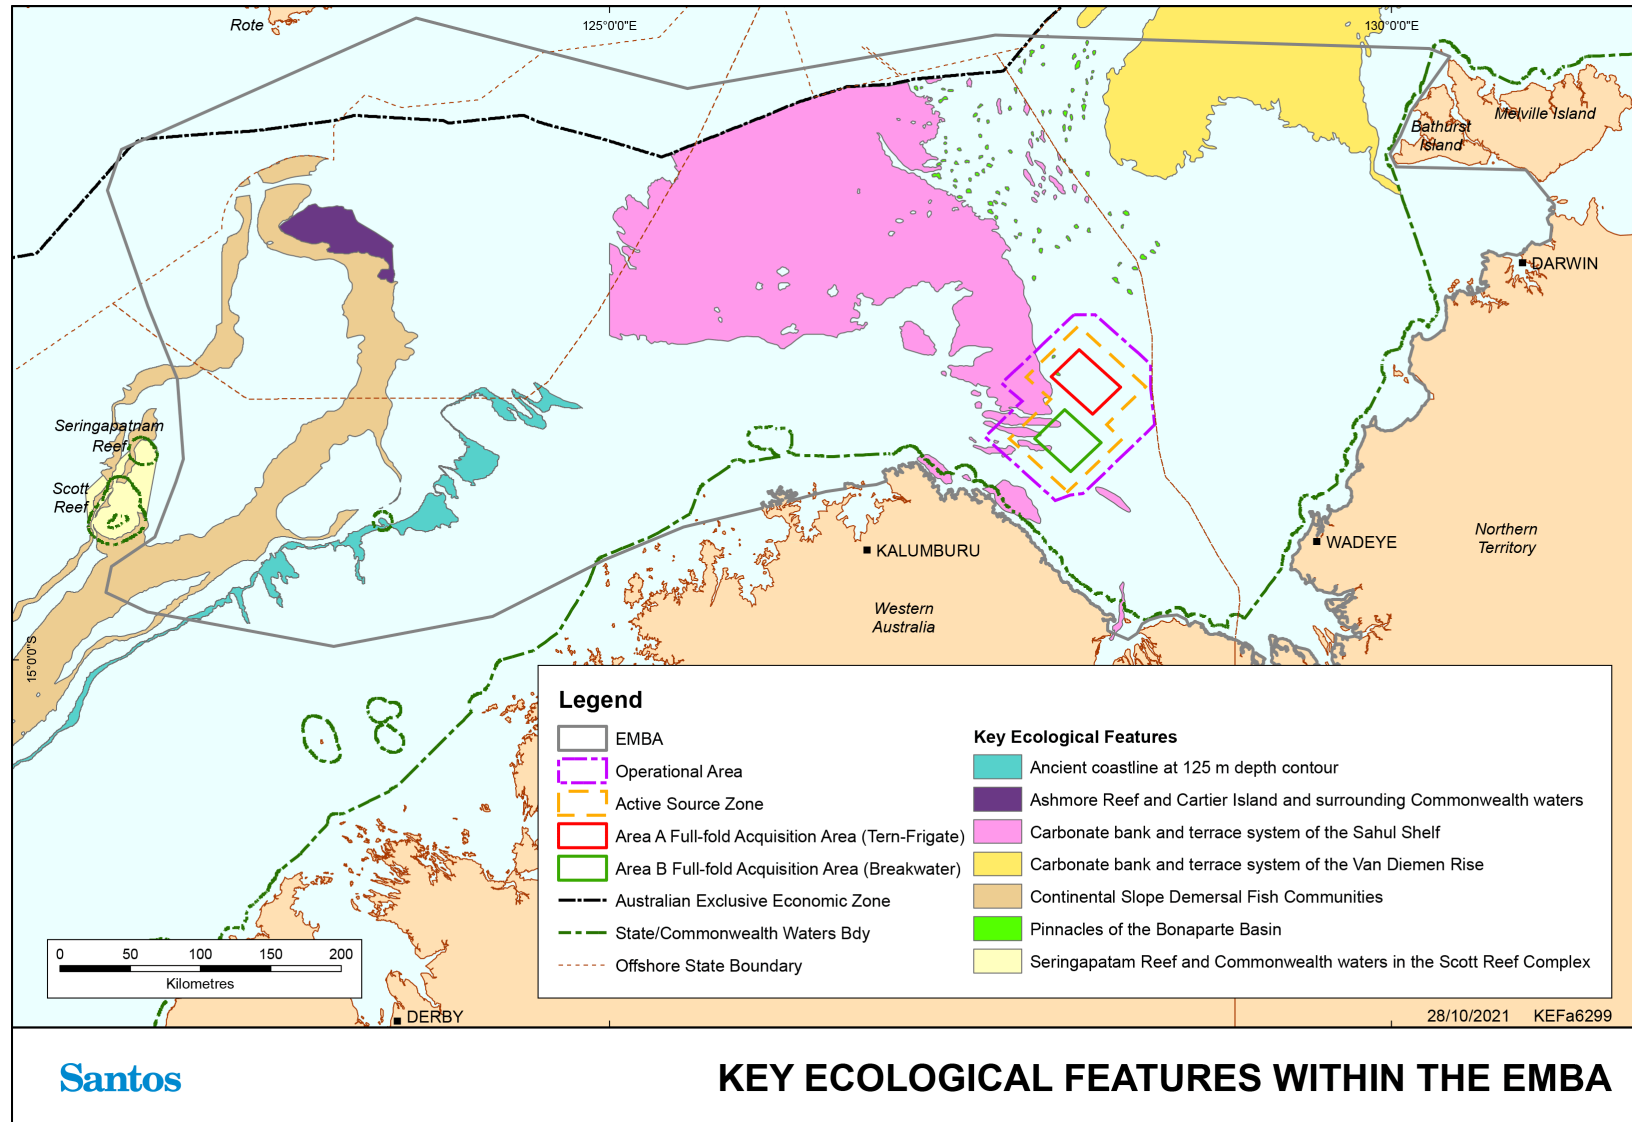 Rote
125°0'0"E
130°0'0"E
Melville Island
Bathurst
Island
DARWIN
Seringapatnam
Reef
Scott
Reef
KALUMBURU
WADEYE
Northern
Territory
Western
Australia
15°0'0"S
Legend
EMBA
Operational Area
Active Source Zone
Area A Full-fold Acquisition Area (Tern-Frigate)
Area B Full-fold Acquisition Area (Breakwater)
Australian Exclusive Economic Zone
State/Commonwealth Waters Bdy
Offshore State Boundary
Key Ecological Features
Ancient coastline at 125 m depth contour
Ashmore Reef and Cartier Island and surrounding Commonwealth waters
Carbonate bank and terrace system of the Sahul Shelf
Carbonate bank and terrace system of the Van Diemen Rise
Continental Slope Demersal Fish Communities
Pinnacles of the Bonaparte Basin
Seringapatam Reef and Commonwealth waters in the Scott Reef Complex
0 50 100 150 200
Kilometres
DERBY
28/10/2021 KEFa6299
Santos
KEY ECOLOGICAL FEATURES WITHIN THE EMBA